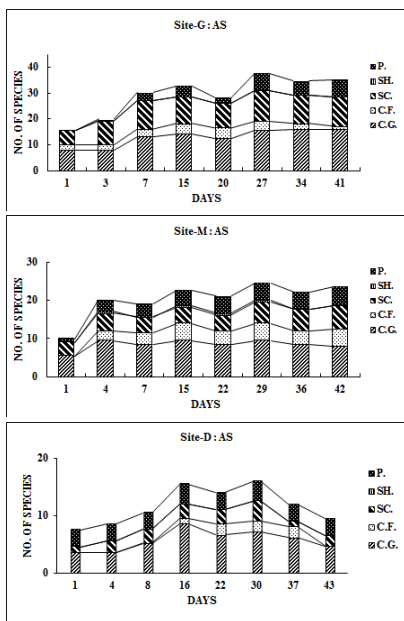 Site-G : AS
NO. OF SPECIES
40
30
20
10
0
1 3 7 15 20 27 34 41
DAYS
P.
SH.
SC.
C.F.
C.G.
Site-M : AS
NO. OF SPECIES
30
20
10
0
1 4 7 15 22 29 36 42
DAYS
P.
SH.
SC.
C.F.
C.G.
Site-D : AS
NO. OF SPECIES
20
10
0
1 4 8 16 22 30 37 43
DAYS
P.
SH.
SC.
C.F.
C.G.